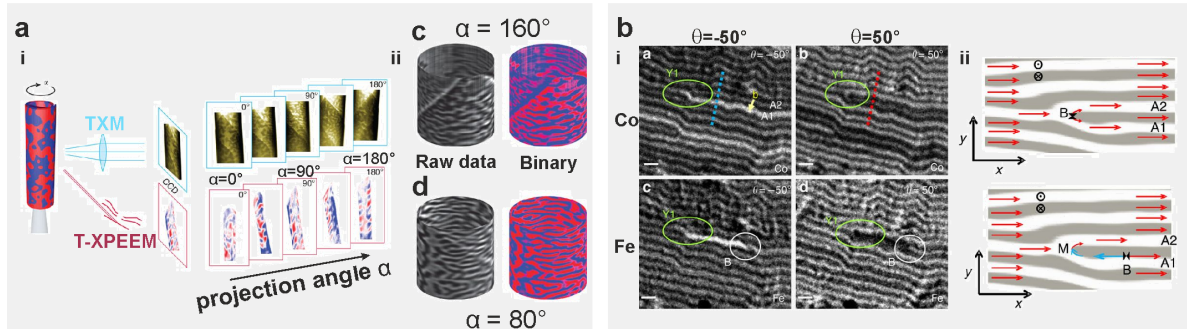 a
i
TXM
CCD
0°
90°
180°
α=0°
α=90°
α=180°
0°
90°
180°
T-XPEEM
projection angle α
ii
c
α = 160°
Raw data
Binary
d
α = 80°
b
i
θ=-50°
θ=50°
a
θ = −50°
Y1
B
A2
A1
Co
b
θ = 50°
Y1
Co
Co
c
θ = −50°
Y1
B
Fe
d
θ = 50°
B
Fe
Fe
ii
B
A2
A1
y
x
M
A2
A1
B
y
x